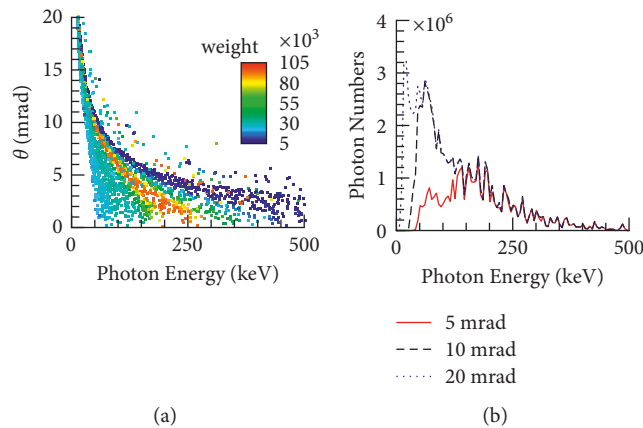 20
15
10
5
0
θ (mrad)
0
250
500
Photon Energy (keV)
weight
×10³
105
80
55
30
5
(a)
×10⁶
4
3
2
1
0
Photon Numbers
0
250
500
Photon Energy (keV)
5 mrad
10 mrad
20 mrad
(b)